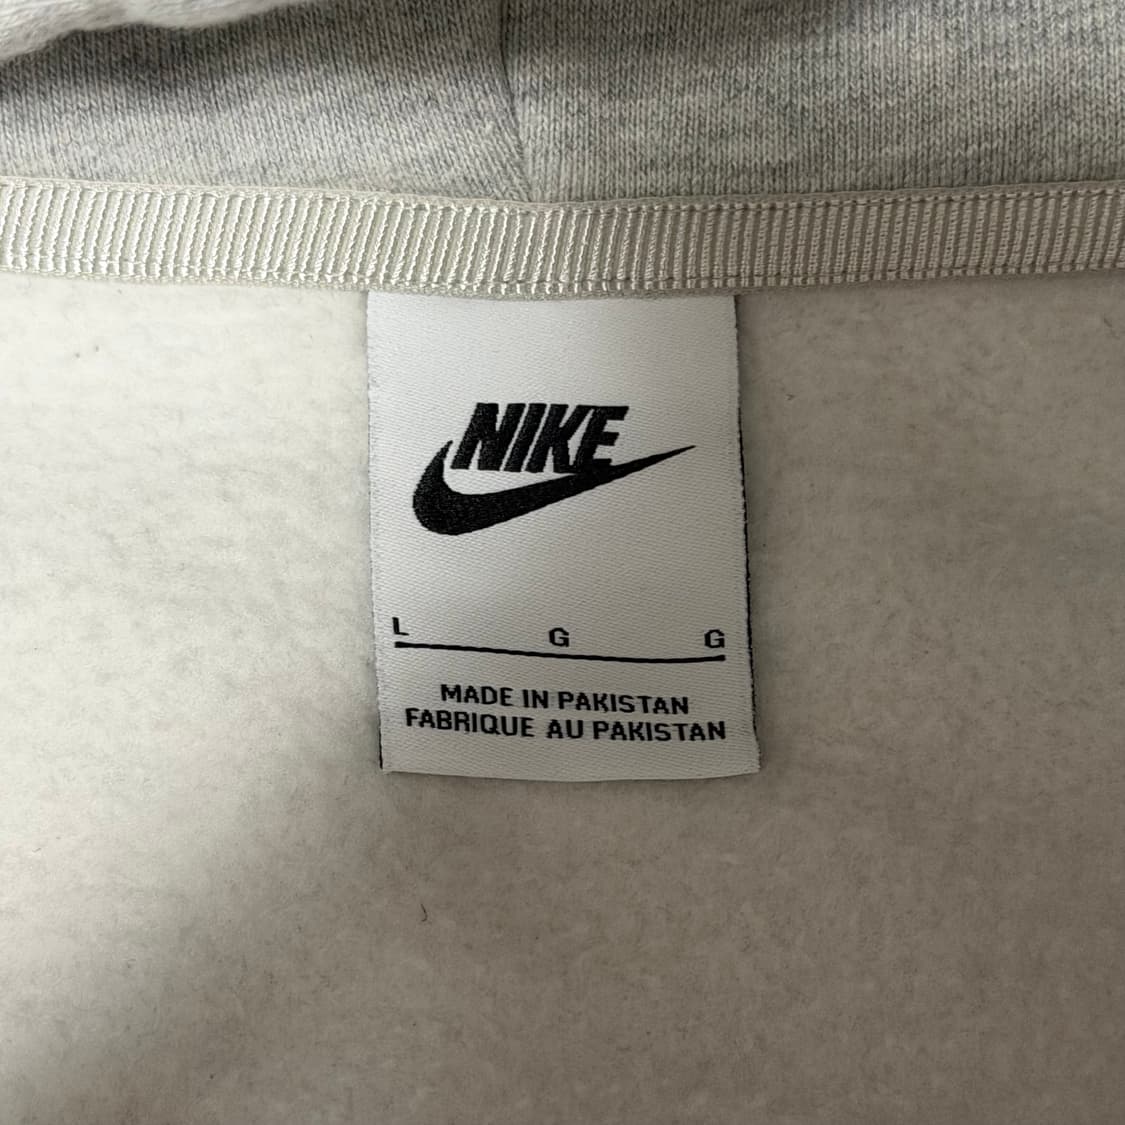 NIKE
L G G
MADE IN PAKISTAN
FABRIQUE AU PAKISTAN